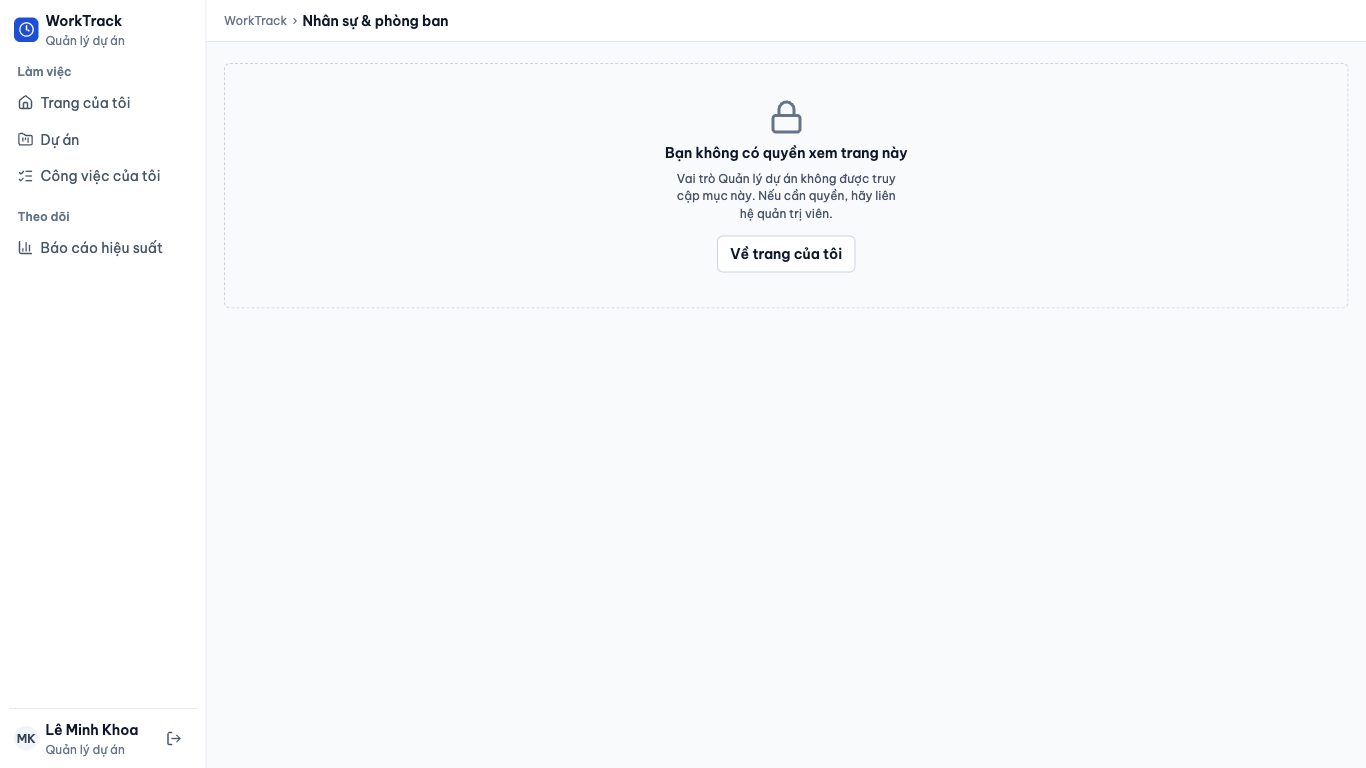 WorkTrack
Quản lý dự án
Làm việc
Trang của tôi
Dự án
Công việc của tôi
Theo dõi
Báo cáo hiệu suất
MK
Lê Minh Khoa
Quản lý dự án
WorkTrack › Nhân sự & phòng ban
Bạn không có quyền xem trang này
Vai trò Quản lý dự án không được truy
cập mục này. Nếu cần quyền, hãy liên
hệ quản trị viên.
Về trang của tôi